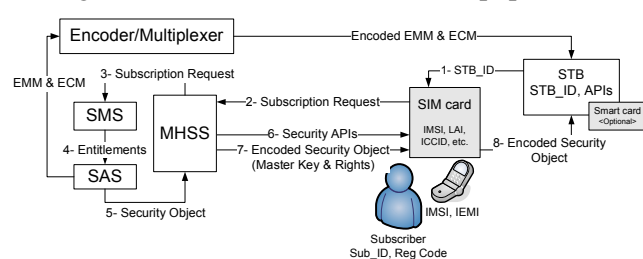 Encoder/Multiplexer
Encoded EMM & ECM
EMM & ECM
3- Subscription Request
1- STB_ID
STB
STB_ID, APIs
Smart card
<Optional>
SMS
2- Subscription Request
SIM card
IMSI, LAI,
ICCID, etc.
MHSS
6- Security APIs
4- Entitlements
7- Encoded Security Object
(Master Key & Rights)
8- Encoded Security
Object
SAS
5- Security Object
IMSI, IEMI
Subscriber
Sub_ID, Reg Code